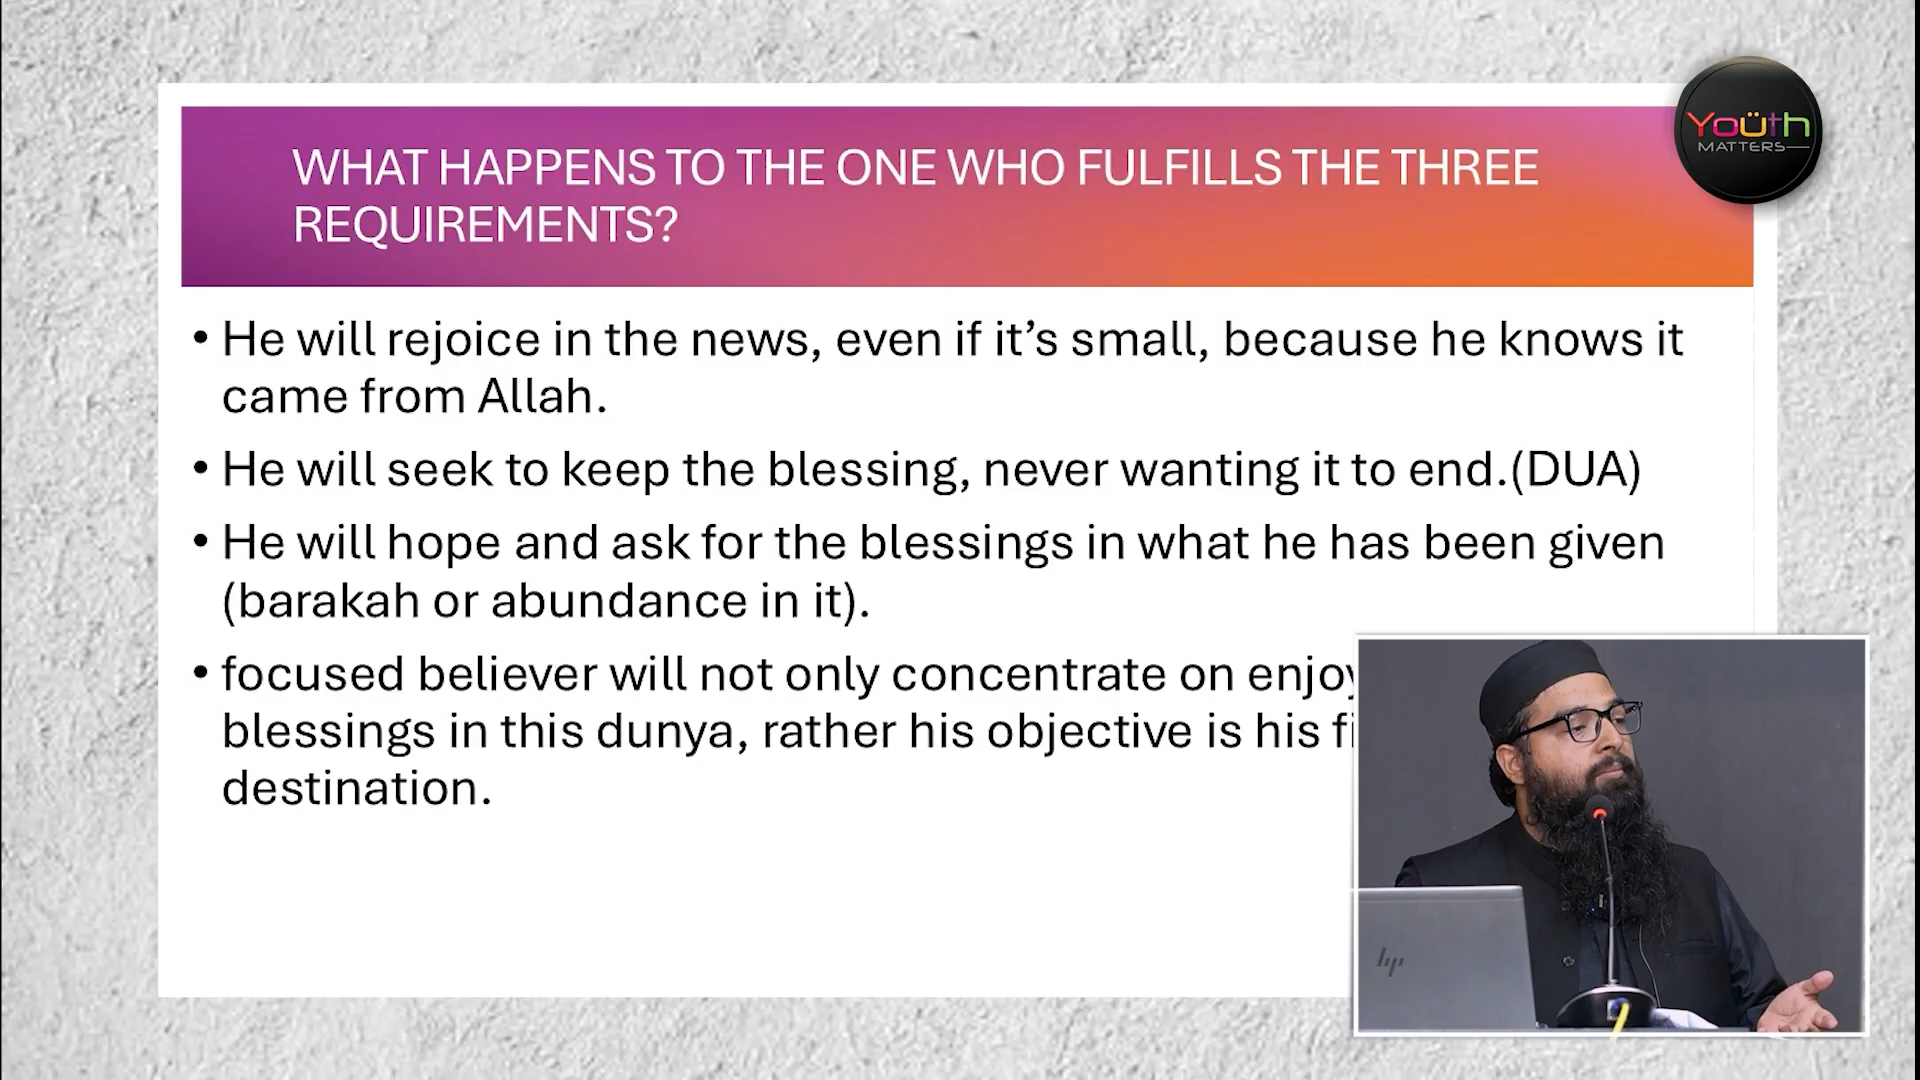 Yoüth
MATTERS
WHAT HAPPENS TO THE ONE WHO FULFILLS THE THREE
REQUIREMENTS?
• He will rejoice in the news, even if it’s small, because he knows it
came from Allah.
• He will seek to keep the blessing, never wanting it to end.(DUA)
• He will hope and ask for the blessings in what he has been given
(barakah or abundance in it).
• focused believer will not only concentrate on
blessings in this dunya, rather his objective is his
destination.
hp